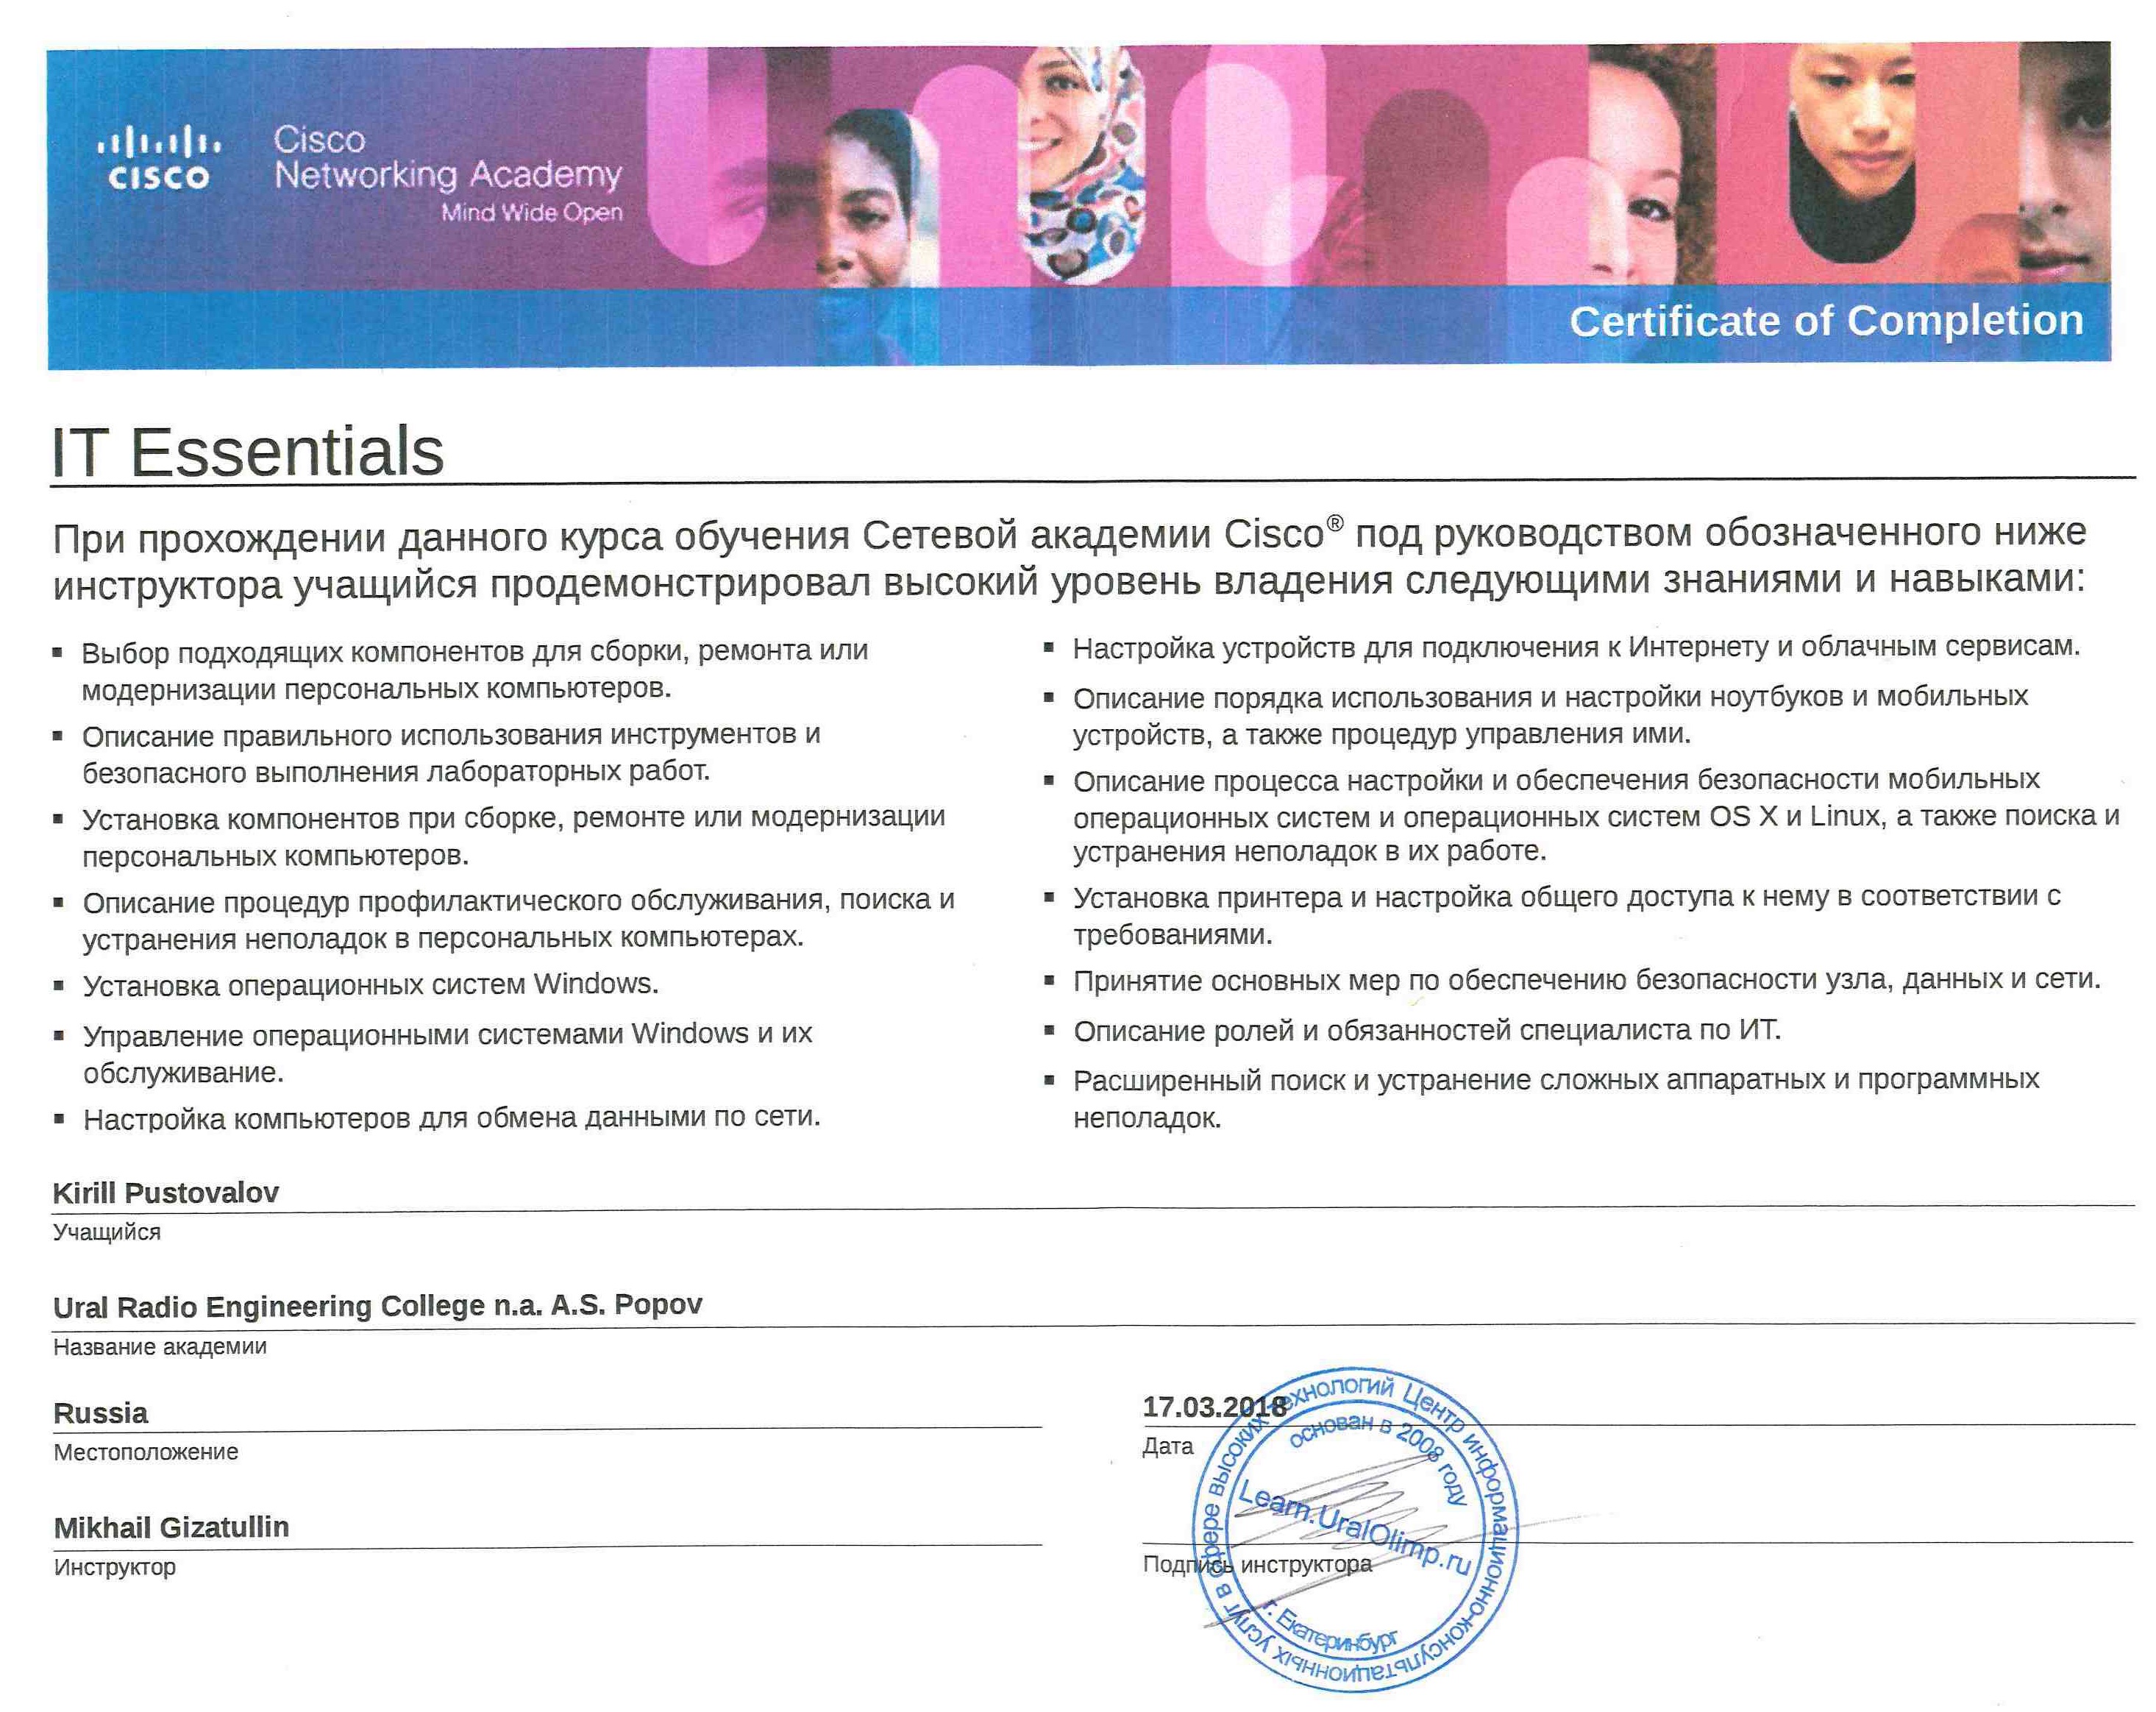 cisco
Cisco
Networking Academy
Mind Wide Open
Certificate of Completion
IT Essentials
При прохождении данного курса обучения Сетевой академии Cisco® под руководством обозначенного ниже
инструктора учащийся продемонстрировал высокий уровень владения следующими знаниями и навыками:
▪ Выбор подходящих компонентов для сборки, ремонта или
модернизации персональных компьютеров.
▪ Описание правильного использования инструментов и
безопасного выполнения лабораторных работ.
▪ Установка компонентов при сборке, ремонте или модернизации
персональных компьютеров.
▪ Описание процедур профилактического обслуживания, поиска и
устранения неполадок в персональных компьютерах.
▪ Установка операционных систем Windows.
▪ Управление операционными системами Windows и их
обслуживание.
▪ Настройка компьютеров для обмена данными по сети.
▪ Настройка устройств для подключения к Интернету и облачным сервисам.
▪ Описание порядка использования и настройки ноутбуков и мобильных
устройств, а также процедур управления ими.
▪ Описание процесса настройки и обеспечения безопасности мобильных
операционных систем и операционных систем OS X и Linux, а также поиска и
устранения неполадок в их работе.
▪ Установка принтера и настройка общего доступа к нему в соответствии с
требованиями.
▪ Принятие основных мер по обеспечению безопасности узла, данных и сети.
▪ Описание ролей и обязанностей специалиста по ИТ.
▪ Расширенный поиск и устранение сложных аппаратных и программных
неполадок.
Kirill Pustovalov
Учащийся
Ural Radio Engineering College n.a. A.S. Popov
Название академии
Russia
Местоположение
17.03.2018
Дата
Mikhail Gizatullin
Инструктор
Подпись инструктора
Центр информационно-консультационных услуг в сфере высоких технологий
основан в 2008 году
Learn.UralOlimp.ru
г. Екатеринбург